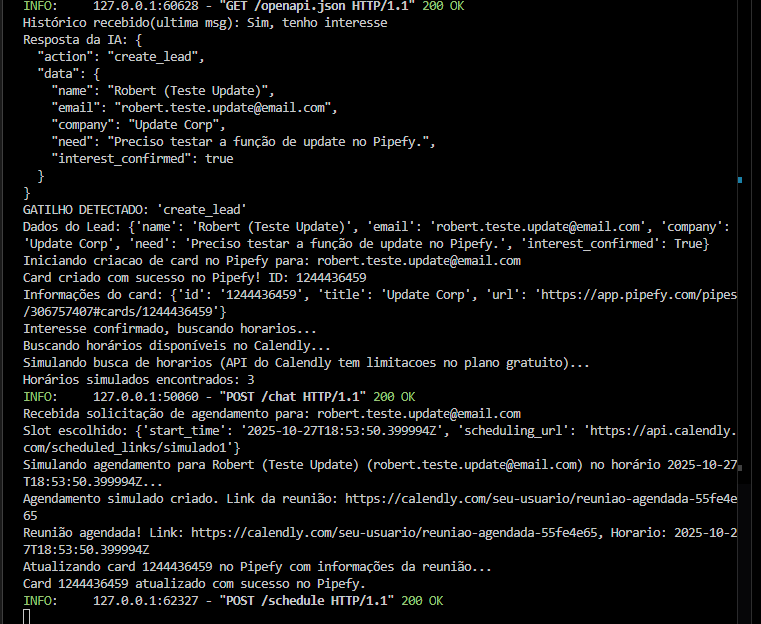 INFO:     127.0.0.1:60628 - "GET /openapi.json HTTP/1.1" 200 OK
Histórico recebido(ultima msg): Sim, tenho interesse
Resposta da IA: {
  "action": "create_lead",
  "data": {
    "name": "Robert (Teste Update)",
    "email": "robert.teste.update@email.com",
    "company": "Update Corp",
    "need": "Preciso testar a função de update no Pipefy.",
    "interest_confirmed": true
  }
}
GATILHO DETECTADO: 'create_lead'
Dados do Lead: {'name': 'Robert (Teste Update)', 'email': 'robert.teste.update@email.com', 'company':
'Update Corp', 'need': 'Preciso testar a função de update no Pipefy.', 'interest_confirmed': True}
Iniciando criacao de card no Pipefy para: robert.teste.update@email.com
Card criado com sucesso no Pipefy! ID: 1244436459
Informações do card: {'id': '1244436459', 'title': 'Update Corp', 'url': 'https://app.pipefy.com/pipes
/306757407#cards/1244436459'}
Interesse confirmado, buscando horarios...
Buscando horários disponíveis no Calendly...
Simulando busca de horarios (API do Calendly tem limitacoes no plano gratuito)...
Horários simulados encontrados: 3
INFO:     127.0.0.1:50060 - "POST /chat HTTP/1.1" 200 OK
Recebida solicitação de agendamento para: robert.teste.update@email.com
Slot escolhido: {'start_time': '2025-10-27T18:53:50.399994Z', 'scheduling_url': 'https://api.calendly.
com/scheduled_links/simulado1'}
Simulando agendamento para Robert (Teste Update) (robert.teste.update@email.com) no horário 2025-10-27
T18:53:50.399994Z...
Agendamento simulado criado. Link da reunião: https://calendly.com/seu-usuario/reuniao-agendada-55fe4e
65
Reunião agendada! Link: https://calendly.com/seu-usuario/reuniao-agendada-55fe4e65, Horario: 2025-10-2
7T18:53:50.399994Z
Atualizando card 1244436459 no Pipefy com informações da reunião...
Card 1244436459 atualizado com sucesso no Pipefy.
INFO:     127.0.0.1:62327 - "POST /schedule HTTP/1.1" 200 OK